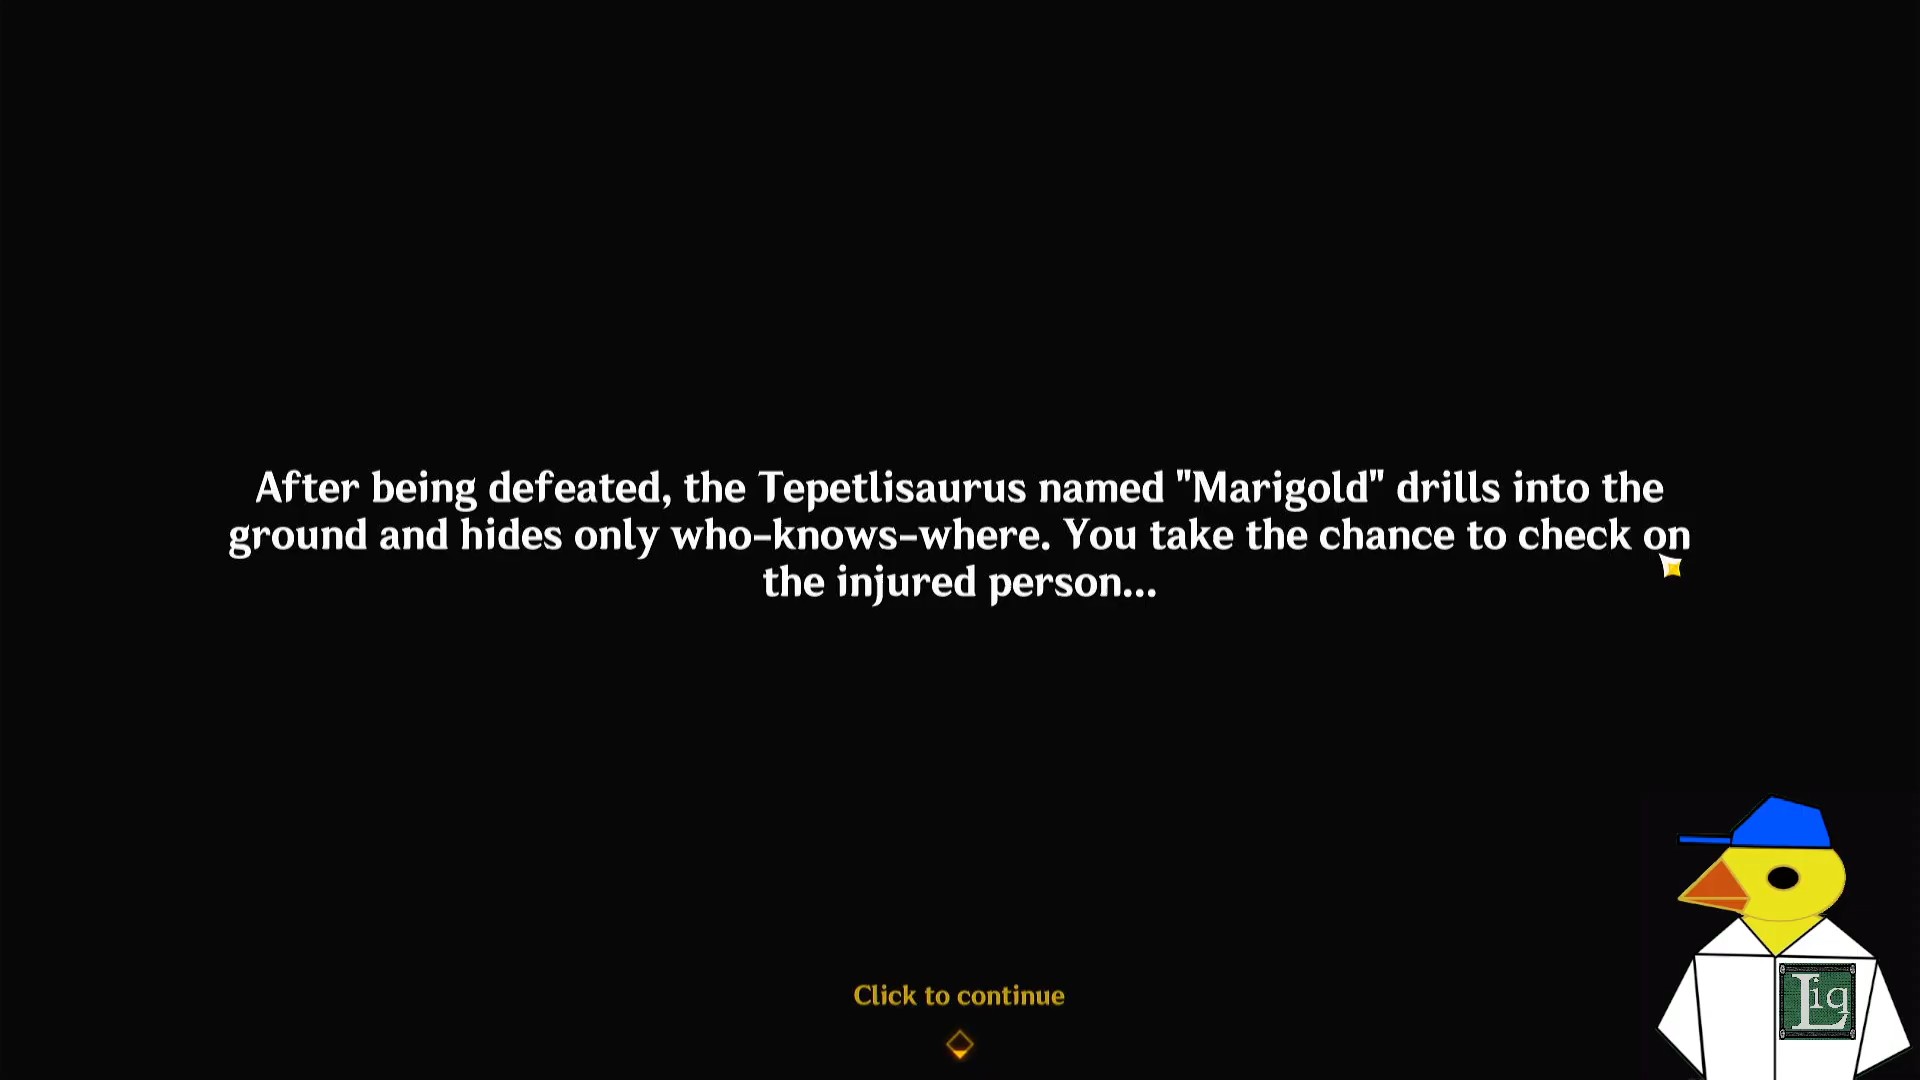 After being defeated, the Tepetlisaurus named "Marigold" drills into the
ground and hides only who-knows-where. You take the chance to check on
the injured person...
Click to continue
Liq